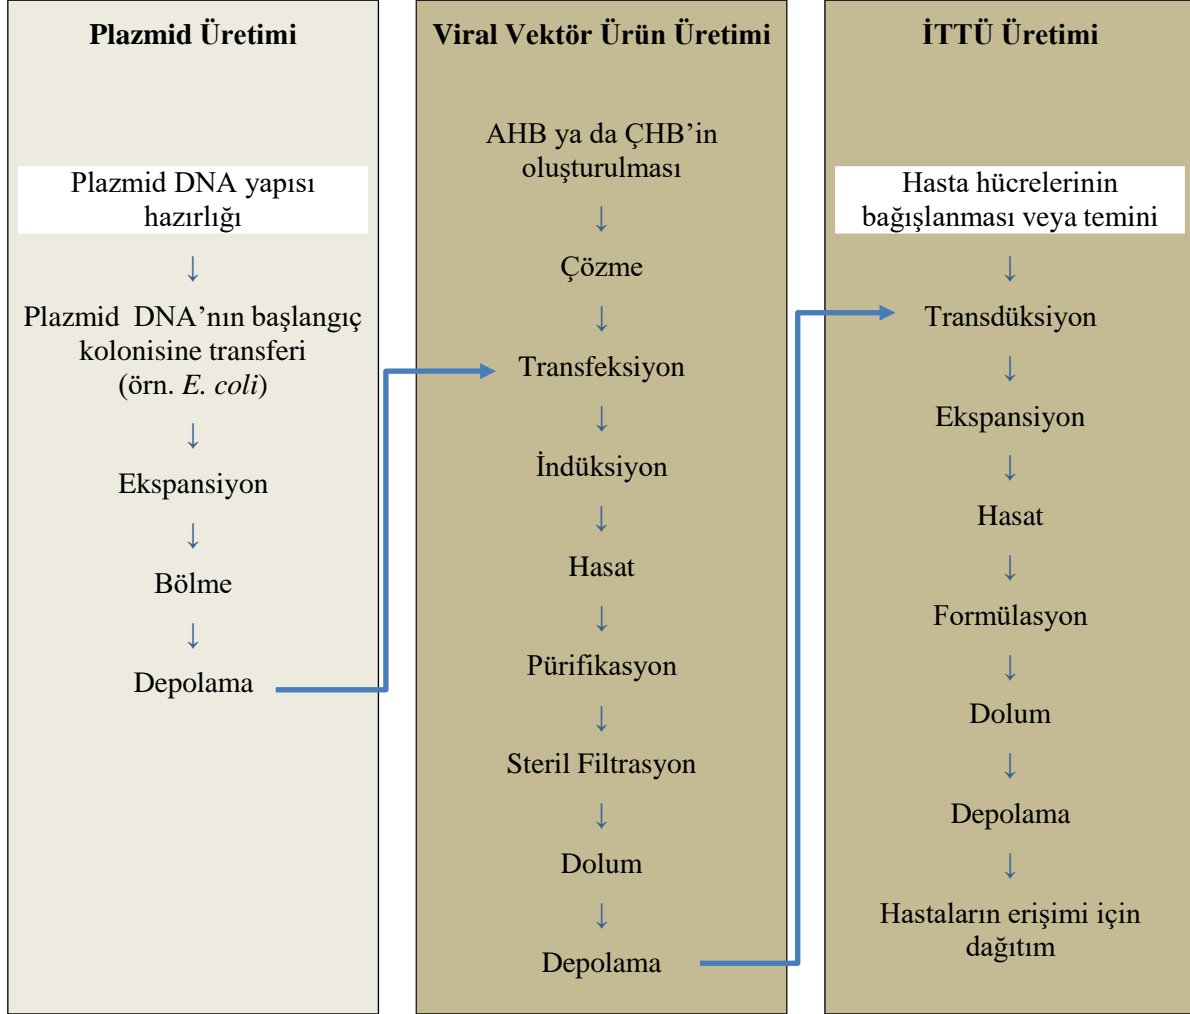 Plazmid Üretimi
Plazmid DNA yapısı
hazırlığı
↓
Plazmid DNA’nın başlangıç
kolonisine transferi
(örn. E. coli)
↓
Ekspansiyon
↓
Bölme
↓
Depolama
Viral Vektör Ürün Üretimi
AHB ya da ÇHB’in
oluşturulması
↓
Çözme
↓
Transfeksiyon
↓
İndüksiyon
↓
Hasat
↓
Pürifikasyon
↓
Steril Filtrasyon
↓
Dolum
↓
Depolama
İTTÜ Üretimi
Hasta hücrelerinin
bağışlanması veya temini
↓
Transdüksiyon
↓
Ekspansiyon
↓
Hasat
↓
Formülasyon
↓
Dolum
↓
Depolama
↓
Hastaların erişimi için
dağıtım